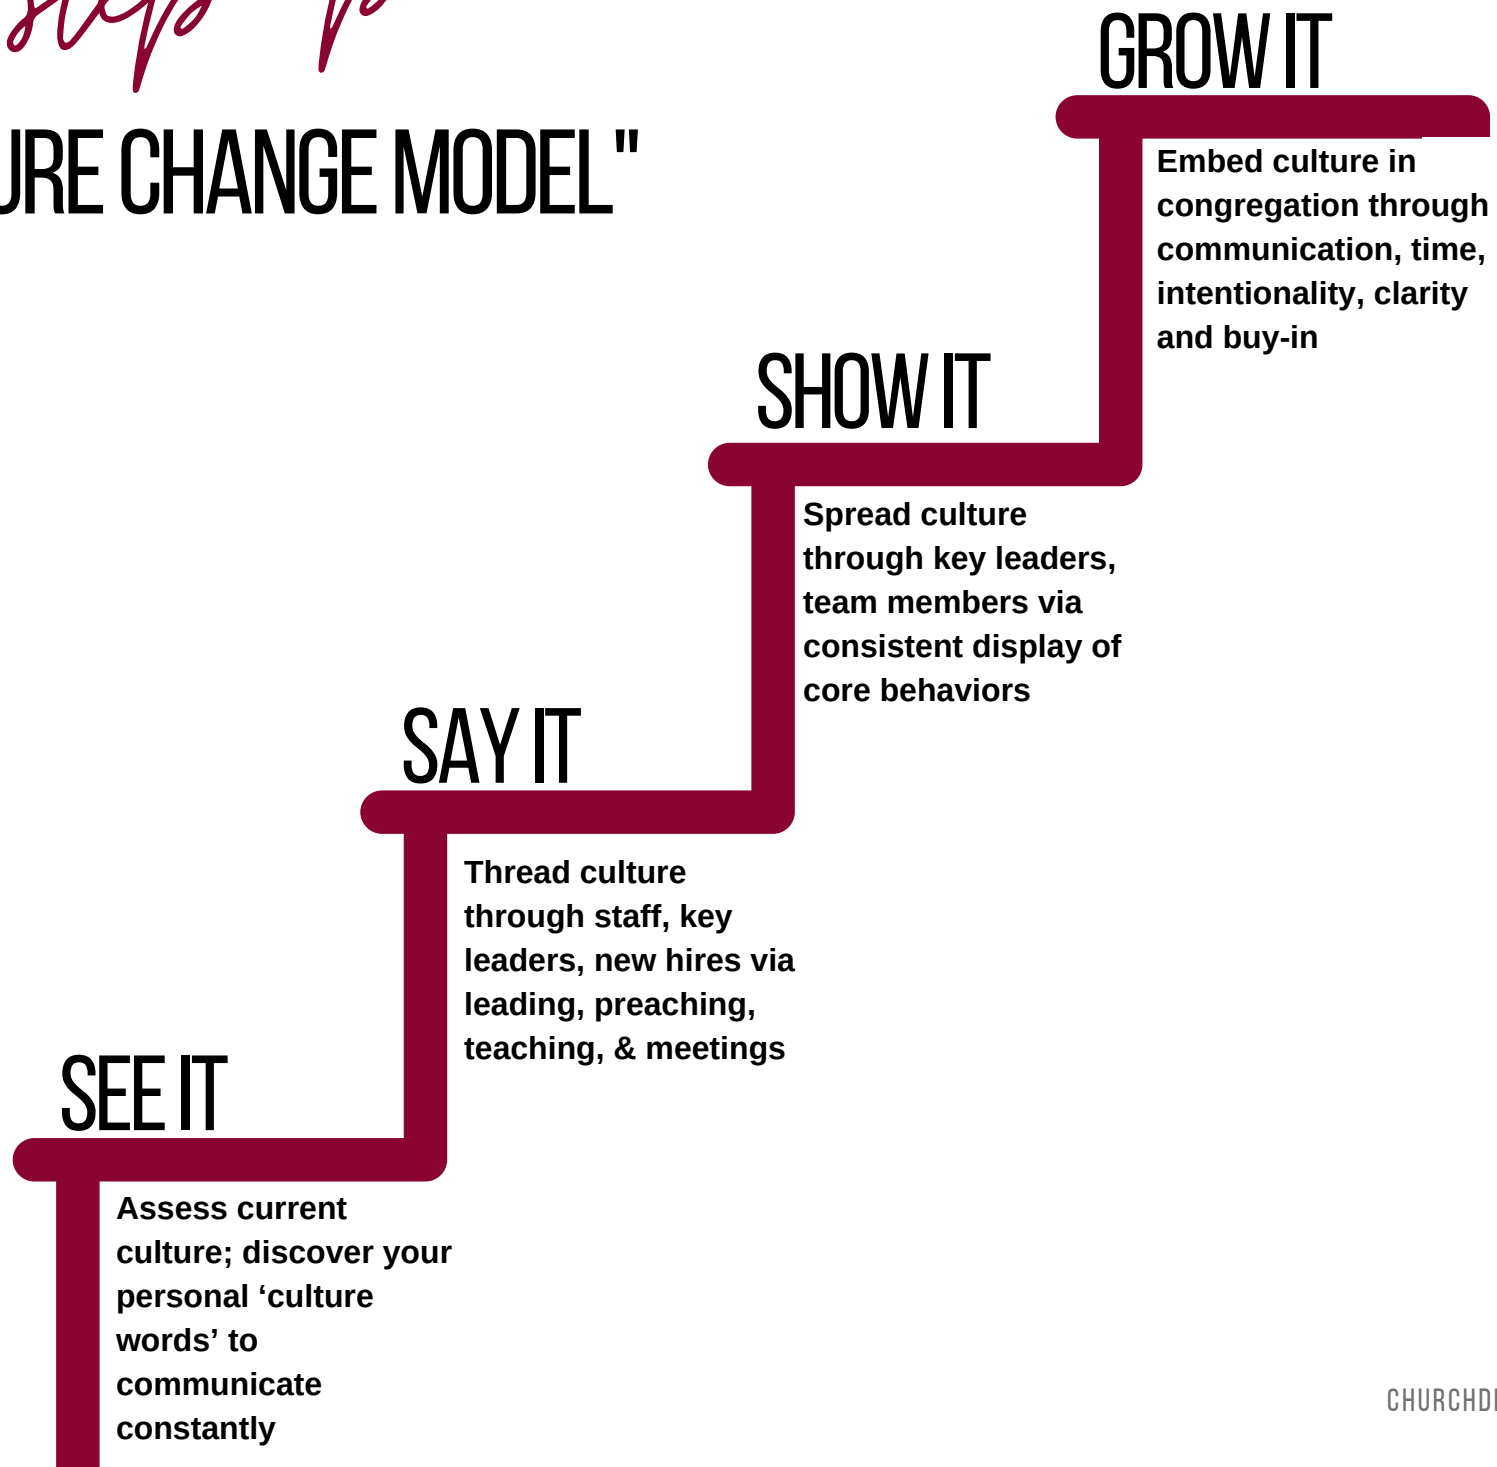 step
URE CHANGE MODEL"
GROW IT
Embed culture in
congregation through
communication, time,
intentionality, clarity
and buy-in
SHOW IT
Spread culture
through key leaders,
team members via
consistent display of
core behaviors
SAY IT
Thread culture
through staff, key
leaders, new hires via
leading, preaching,
teaching, & meetings
SEE IT
Assess current
culture; discover your
personal ‘culture
words’ to
communicate
constantly